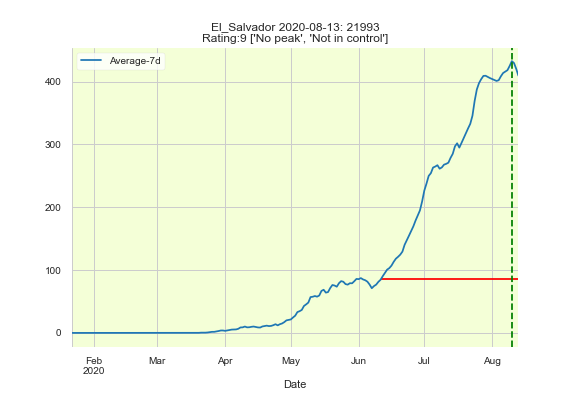 El_Salvador 2020-08-13: 21993
Rating:9 ['No peak', 'Not in control']
Average-7d
400
300
200
100
0
Feb
2020
Mar
Apr
May
Jun
Jul
Aug
Date